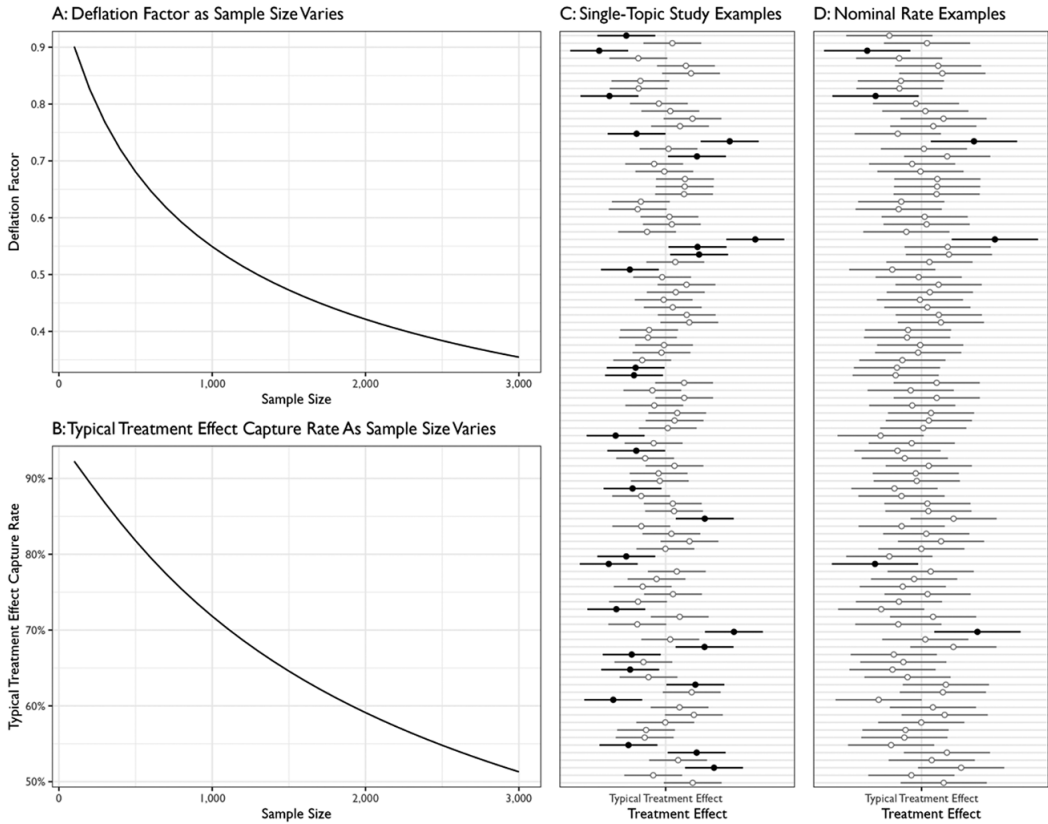 A: Deflation Factor as Sample Size Varies
0.9
0.8
0.7
0.6
0.5
0.4
Deflation Factor
0
1,000
2,000
3,000
Sample Size
B: Typical Treatment Effect Capture Rate As Sample Size Varies
90%
80%
70%
60%
50%
Typical Treatment Effect Capture Rate
0
1,000
2,000
3,000
Sample Size
C: Single-Topic Study Examples
Typical Treatment Effect
Treatment Effect
D: Nominal Rate Examples
Typical Treatment Effect
Treatment Effect